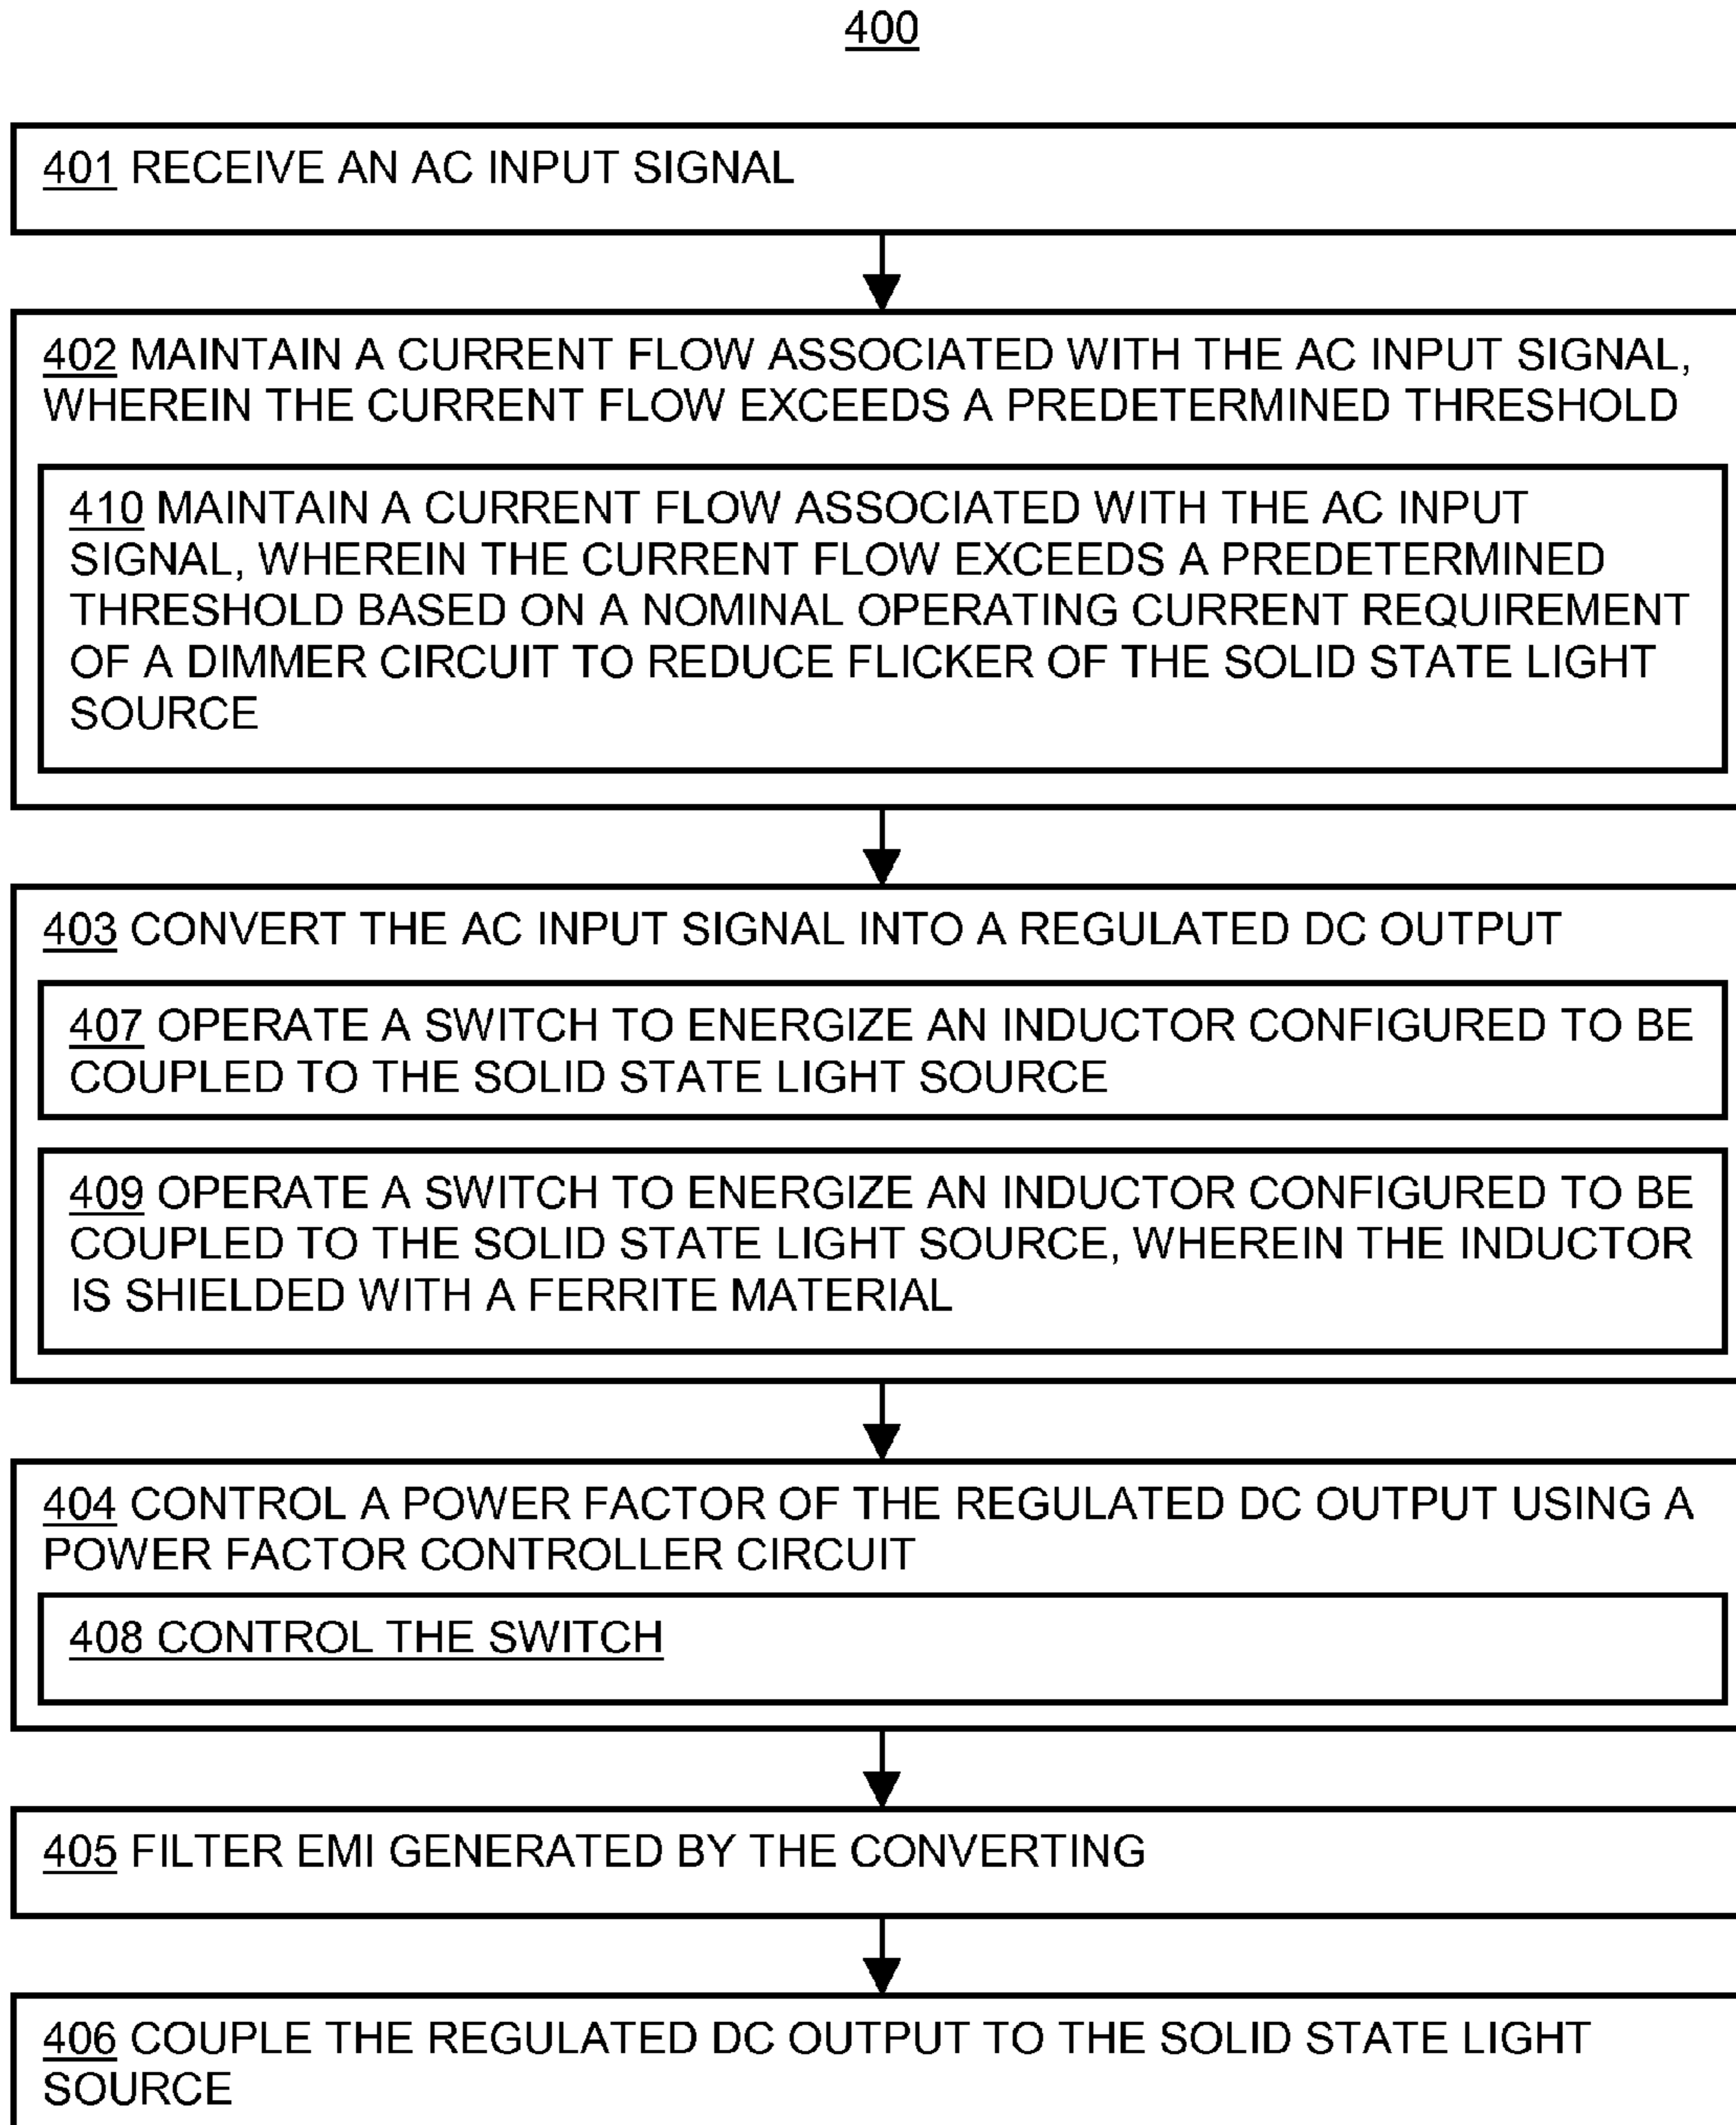 400
401 RECEIVE AN AC INPUT SIGNAL
402 MAINTAIN A CURRENT FLOW ASSOCIATED WITH THE AC INPUT SIGNAL,
WHEREIN THE CURRENT FLOW EXCEEDS A PREDETERMINED THRESHOLD
410 MAINTAIN A CURRENT FLOW ASSOCIATED WITH THE AC INPUT
SIGNAL, WHEREIN THE CURRENT FLOW EXCEEDS A PREDETERMINED
THRESHOLD BASED ON A NOMINAL OPERATING CURRENT REQUIREMENT
OF A DIMMER CIRCUIT TO REDUCE FLICKER OF THE SOLID STATE LIGHT
SOURCE
403 CONVERT THE AC INPUT SIGNAL INTO A REGULATED DC OUTPUT
407 OPERATE A SWITCH TO ENERGIZE AN INDUCTOR CONFIGURED TO BE
COUPLED TO THE SOLID STATE LIGHT SOURCE
409 OPERATE A SWITCH TO ENERGIZE AN INDUCTOR CONFIGURED TO BE
COUPLED TO THE SOLID STATE LIGHT SOURCE, WHEREIN THE INDUCTOR
IS SHIELDED WITH A FERRITE MATERIAL
404 CONTROL A POWER FACTOR OF THE REGULATED DC OUTPUT USING A
POWER FACTOR CONTROLLER CIRCUIT
408 CONTROL THE SWITCH
405 FILTER EMI GENERATED BY THE CONVERTING
406 COUPLE THE REGULATED DC OUTPUT TO THE SOLID STATE LIGHT
SOURCE